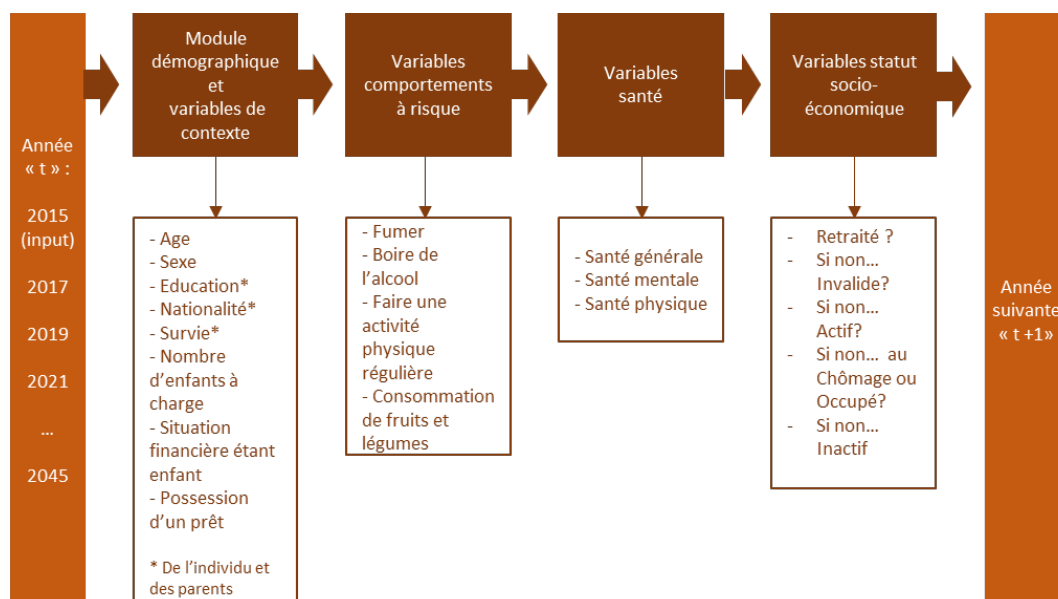 Année
« t » :
2015
(input)
2017
2019
2021
...
2045
Module
démographique
et
variables de
contexte
- Age
- Sexe
- Education*
- Nationalité*
- Survie*
- Nombre
d'enfants à
charge
- Situation
financière étant
enfant
- Possession
d'un prêt
* De l'individu et
des parents
Variables
comportements
à risque
- Fumer
- Boire de
l'alcool
- Faire une
activité
physique
régulière
- Consommation
de fruits et
légumes
Variables
santé
- Santé générale
- Santé mentale
- Santé physique
Variables statut
socio-
économique
- Retraité ?
- Si non...
Invalide?
- Si non...
Actif?
- Si non... au
Chômage ou
Occupé?
- Si non...
Inactif
Année
suivante
« t +1»